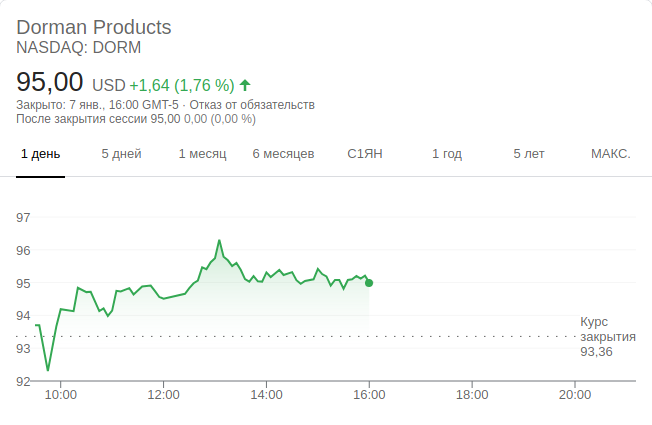 Dorman Products
NASDAQ: DORM
95,00 USD +1,64 (1,76 %)
Закрыто: 7 янв., 16:00 GMT-5 · Отказ от обязательств
После закрытия сессии 95,00 0,00 (0,00 %)
1 день 5 дней 1 месяц 6 месяцев С1ЯН 1 год 5 лет МАКС.
97
96
95
94
93
92
Курс
закрытия
93,36
10:00 12:00 14:00 16:00 18:00 20:00